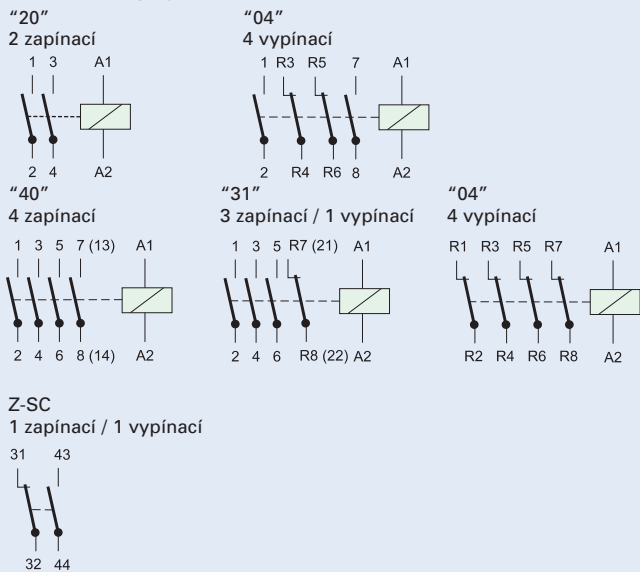 “20”
2 zapínací
1 3 A1
2 4 A2
“04”
4 vypínací
1 R3 R5 7 A1
2 R4 R6 8 A2
“40”
4 zapínací
1 3 5 7 (13) A1
2 4 6 8 (14) A2
“31”
3 zapínací / 1 vypínací
1 3 5 R7 (21) A1
2 4 6 R8 (22) A2
“04”
4 vypínací
R1 R3 R5 R7 A1
R2 R4 R6 R8 A2
Z-SC
1 zapínací / 1 vypínací
31 43
32 44